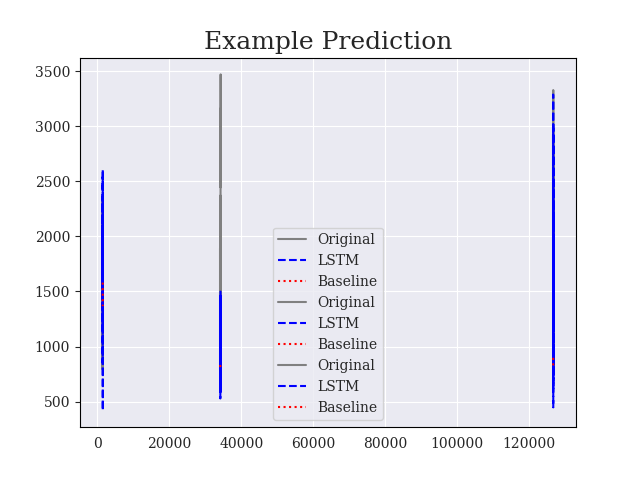 Example Prediction
3500
3000
2500
2000
1500
1000
500
Original
LSTM
Baseline
Original
LSTM
Baseline
Original
LSTM
Baseline
0 20000 40000 60000 80000 100000 120000